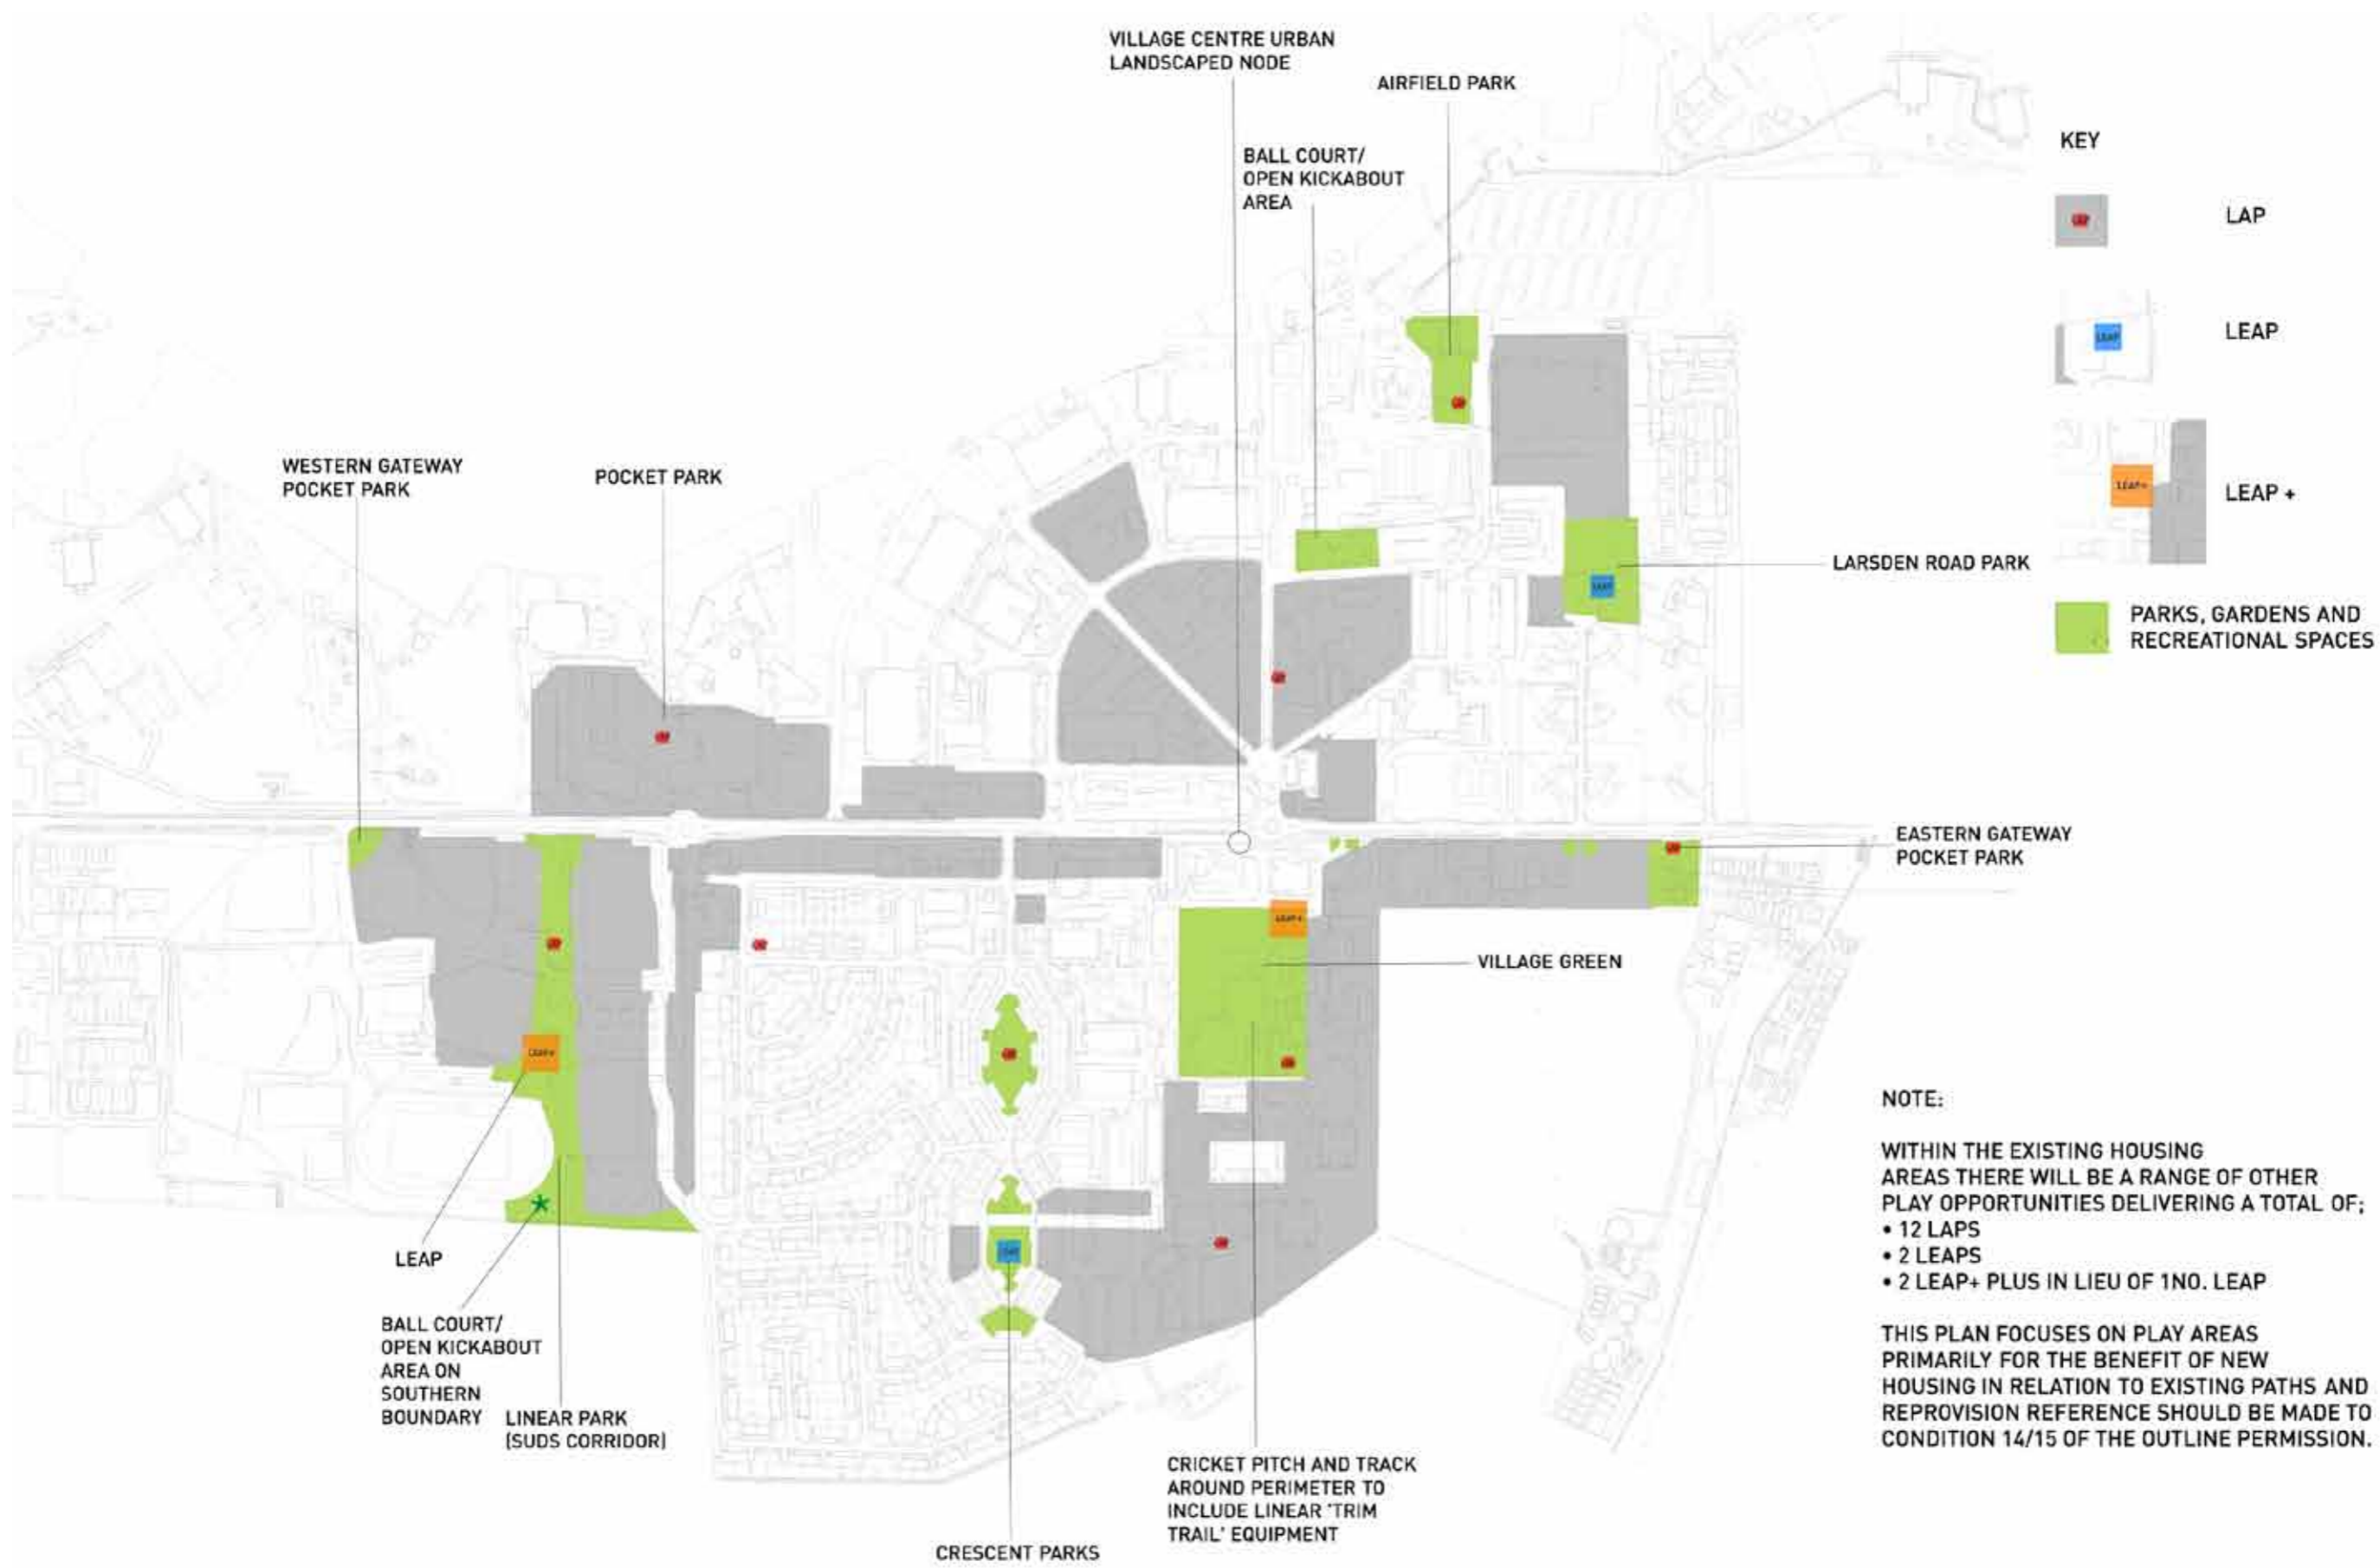 VILLAGE CENTRE URBAN
LANDSCAPED NODE
AIRFIELD PARK
BALL COURT/
OPEN KICKABOUT
AREA
KEY
LAP
LEAP
LEAP
LEAP+
LEAP +
PARKS, GARDENS AND
RECREATIONAL SPACES
WESTERN GATEWAY
POCKET PARK
POCKET PARK
LARSDEN ROAD PARK
LEAP
EASTERN GATEWAY
POCKET PARK
LEAP+
VILLAGE GREEN
LEAP+
LEAP
LEAP
BALL COURT/
OPEN KICKABOUT
AREA ON
SOUTHERN
BOUNDARY
LINEAR PARK
(SUDS CORRIDOR)
CRICKET PITCH AND TRACK
AROUND PERIMETER TO
INCLUDE LINEAR 'TRIM
TRAIL' EQUIPMENT
CRESCENT PARKS
NOTE:
WITHIN THE EXISTING HOUSING
AREAS THERE WILL BE A RANGE OF OTHER
PLAY OPPORTUNITIES DELIVERING A TOTAL OF;
• 12 LAPS
• 2 LEAPS
• 2 LEAP+ PLUS IN LIEU OF 1NO. LEAP
THIS PLAN FOCUSES ON PLAY AREAS
PRIMARILY FOR THE BENEFIT OF NEW
HOUSING IN RELATION TO EXISTING PATHS AND
REPROVISION REFERENCE SHOULD BE MADE TO
CONDITION 14/15 OF THE OUTLINE PERMISSION.